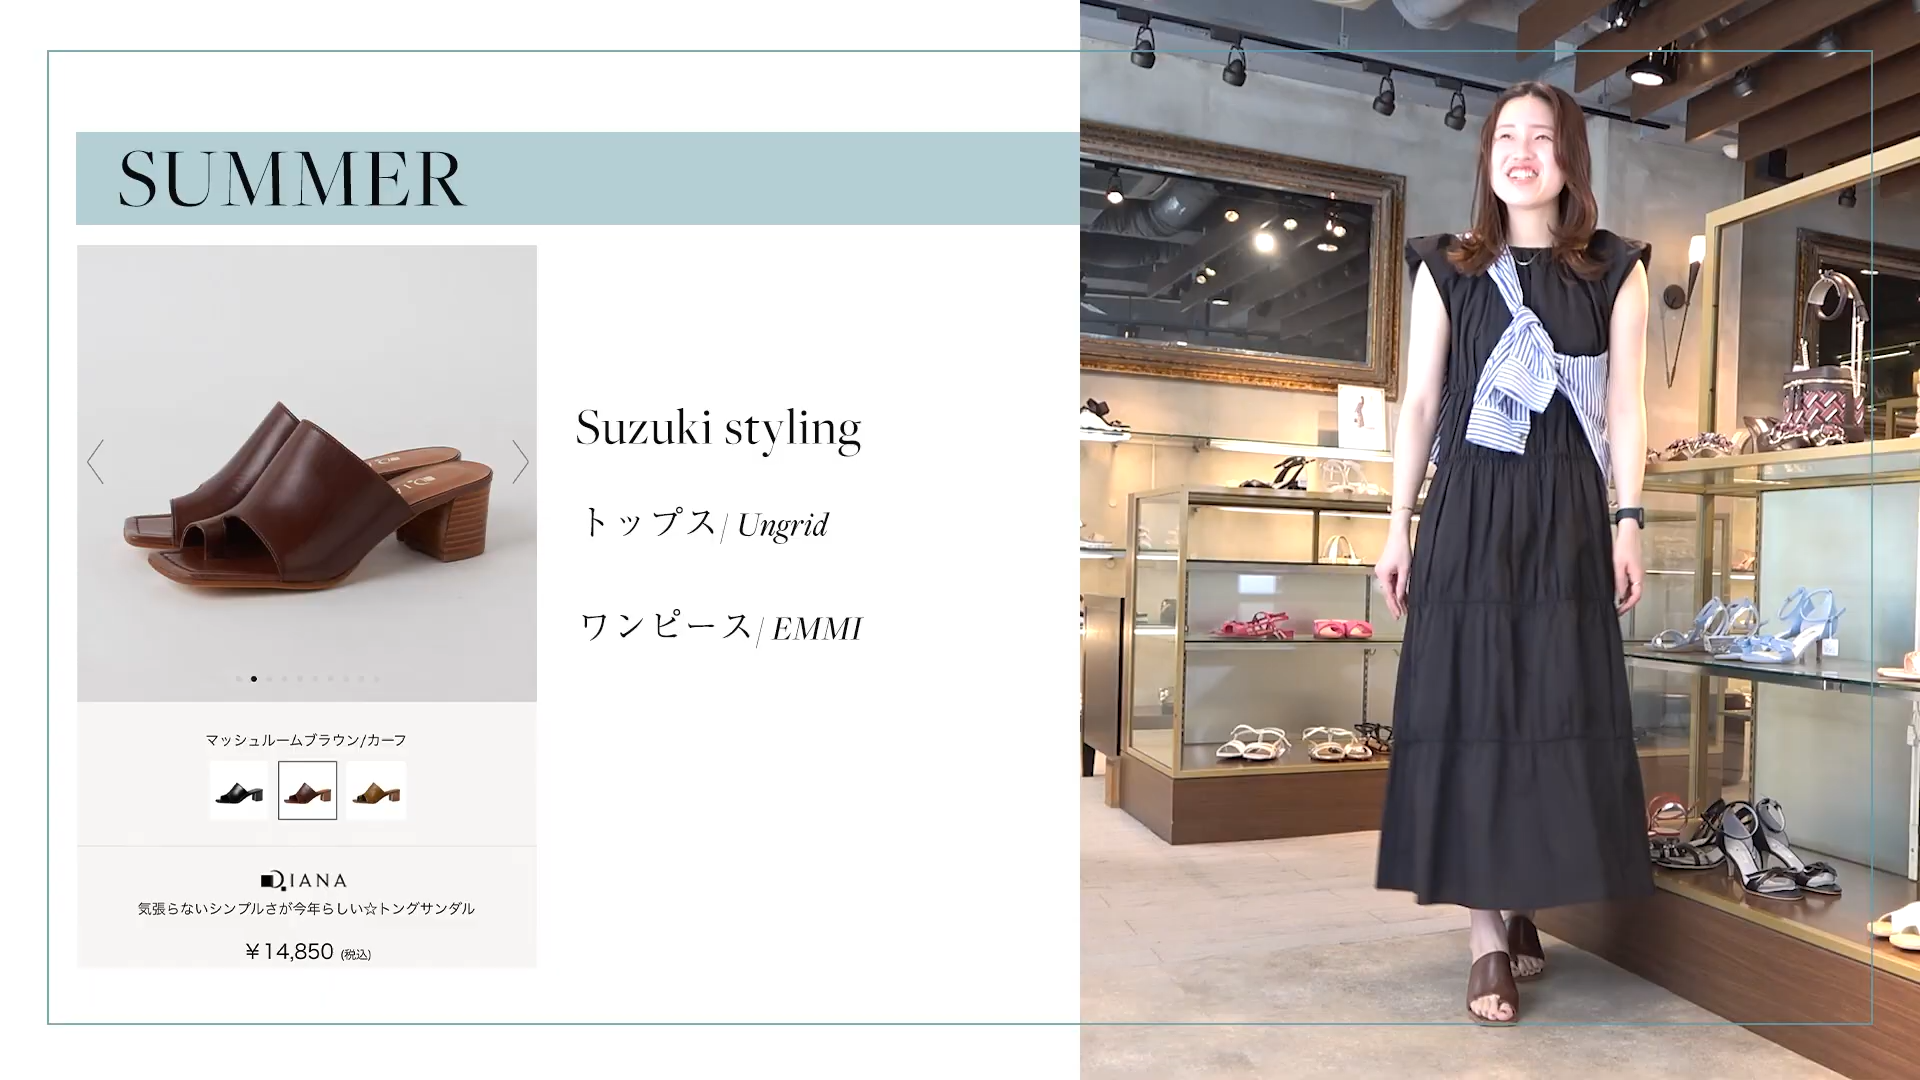 SUMMER
Suzuki styling
トップス/ Ungrid
ワンピース/ EMMI
マッシュルームブラウン/カーフ
DIANA
気張らないシンプルさが今年らしい☆トングサンダル
￥14,850 (税込)